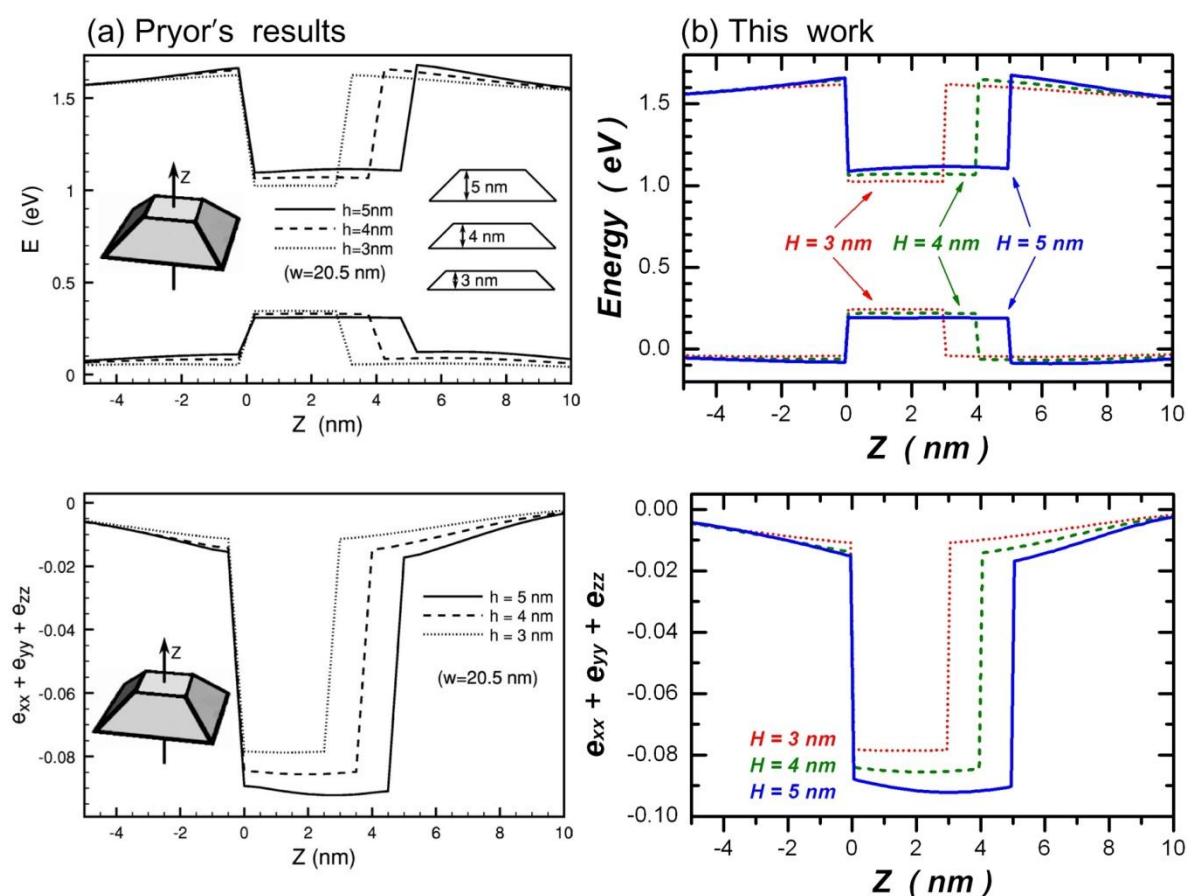 (a) Pryor's results
1.5
1
0.5
0
E (eV)
Z
5 nm
4 nm
3 nm
h=5nm
h=4nm
h=3nm
(w=20.5 nm)
-4 -2 0 2 4 6 8 10
Z (nm)
(b) This work
1.5
1.0
0.5
0.0
Energy ( eV )
H = 3 nm H = 4 nm H = 5 nm
-4 -2 0 2 4 6 8 10
Z ( nm )
0
-0.02
-0.04
-0.06
-0.08
exx + eyy + ezz
Z
h = 5 nm
h = 4 nm
h = 3 nm
(w=20.5 nm)
-4 -2 0 2 4 6 8 10
Z (nm)
0.00
-0.02
-0.04
-0.06
-0.08
-0.10
exx + eyy + ezz
H = 3 nm
H = 4 nm
H = 5 nm
-4 -2 0 2 4 6 8 10
Z ( nm )